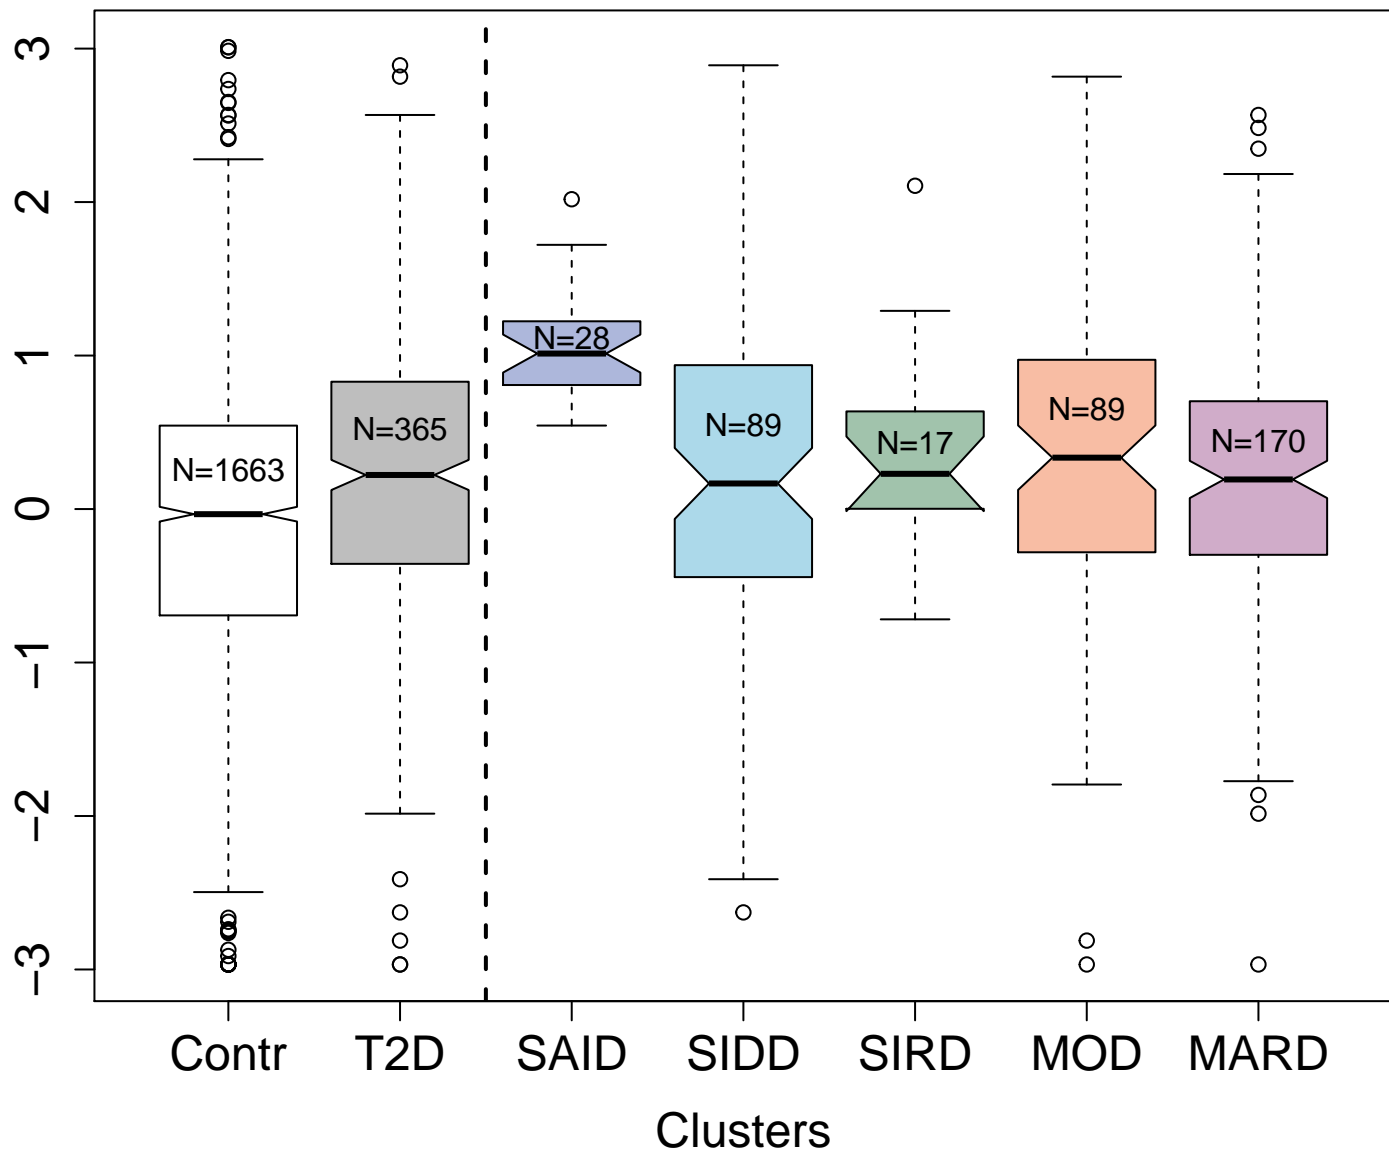 3
2
1
0
−1
−2
−3
N=1663
N=365
N=28
N=89
N=17
N=89
N=170
Contr T2D SAID SIDD SIRD MOD MARD
Clusters